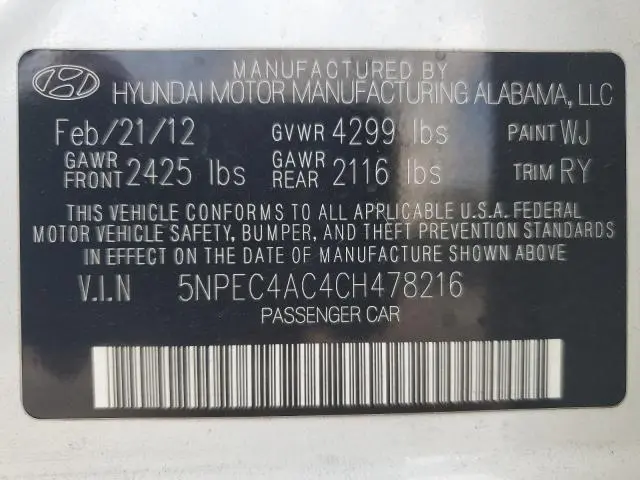 MANUFACTURED BY
HYUNDAI MOTOR MANUFACTURING ALABAMA, LLC
Feb/21/12 GVWR 4299 lbs PAINT WJ
GAWR FRONT 2425 lbs GAWR REAR 2116 lbs TRIM RY
THIS VEHICLE CONFORMS TO ALL APPLICABLE U.S.A. FEDERAL
MOTOR VEHICLE SAFETY, BUMPER, AND THEFT PREVENTION STANDARDS
IN EFFECT ON THE DATE OF MANUFACTURE SHOWN ABOVE
V.I.N 5NPEC4AC4CH478216
PASSENGER CAR